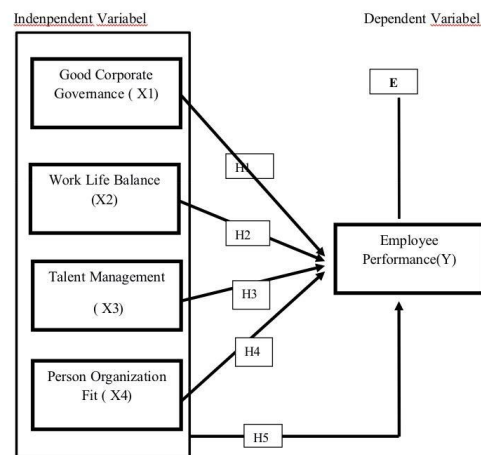 Indenpendent Variabel
Dependent Variabel
Good Corporate
Governance ( X1)
E
H1
Work Life Balance
(X2)
H2
Employee
Performance(Y)
Talent Management
( X3)
H3
H4
Person Organization
Fit ( X4)
H5